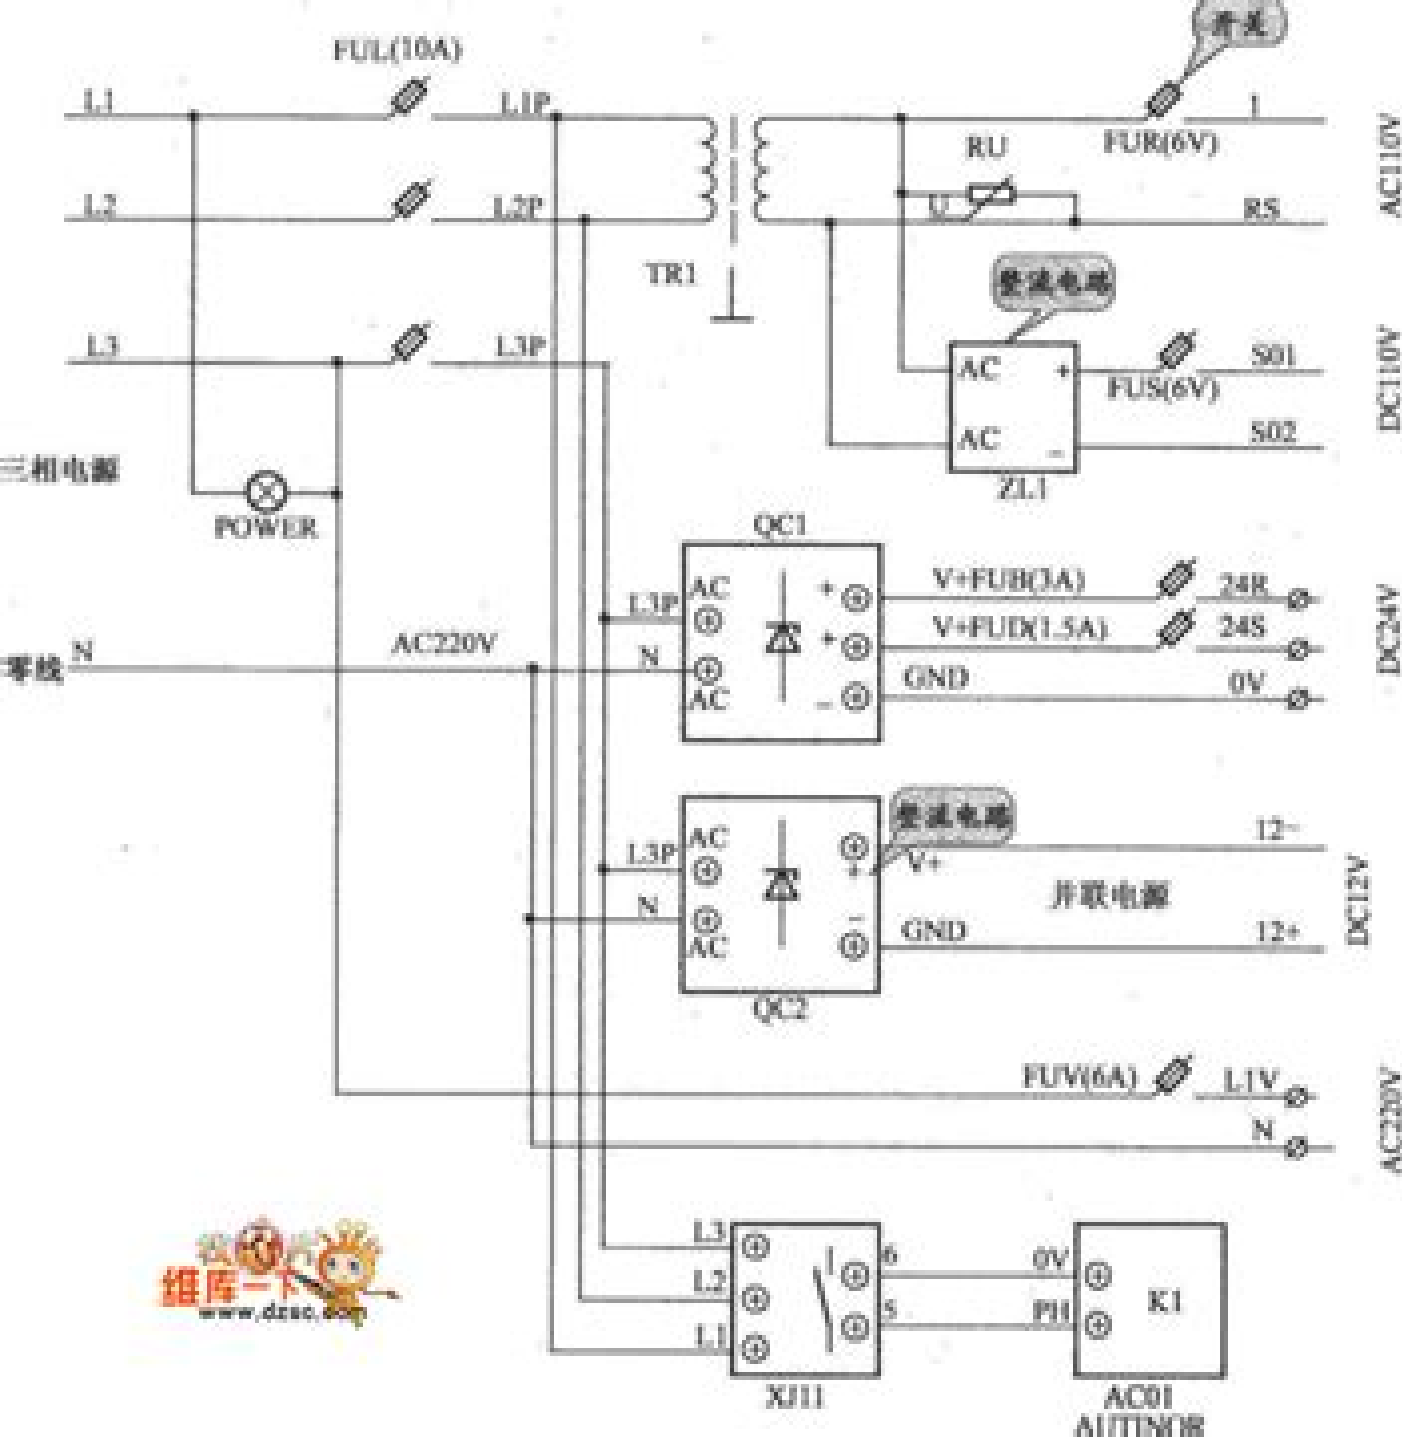 开关
FUL(10A)
L1
L1P
1
FUR(6V)
RU
AC110V
L2
L2P
U
RS
TR1
整流电路
L3
L3P
AC
+
S01
FUS(6V)
DC110V
AC
−
S02
ZL1
三相电源
POWER
QC1
AC
L3P
+
V+FUB(3A)
24R
+
V+FUD(1.5A)
24S
DC24V
零线
N
AC220V
N
AC
−
GND
0V
整流电路
AC
L3P
V+
+
12~
并联电源
DC12V
N
AC
−
GND
12+
QC2
FUV(6A)
L1V
N
AC220V
L3
6
0V
L2
K1
5
PH
L1
XJ11
AC01
AUTINOR
维库一下
www.dzsc.com